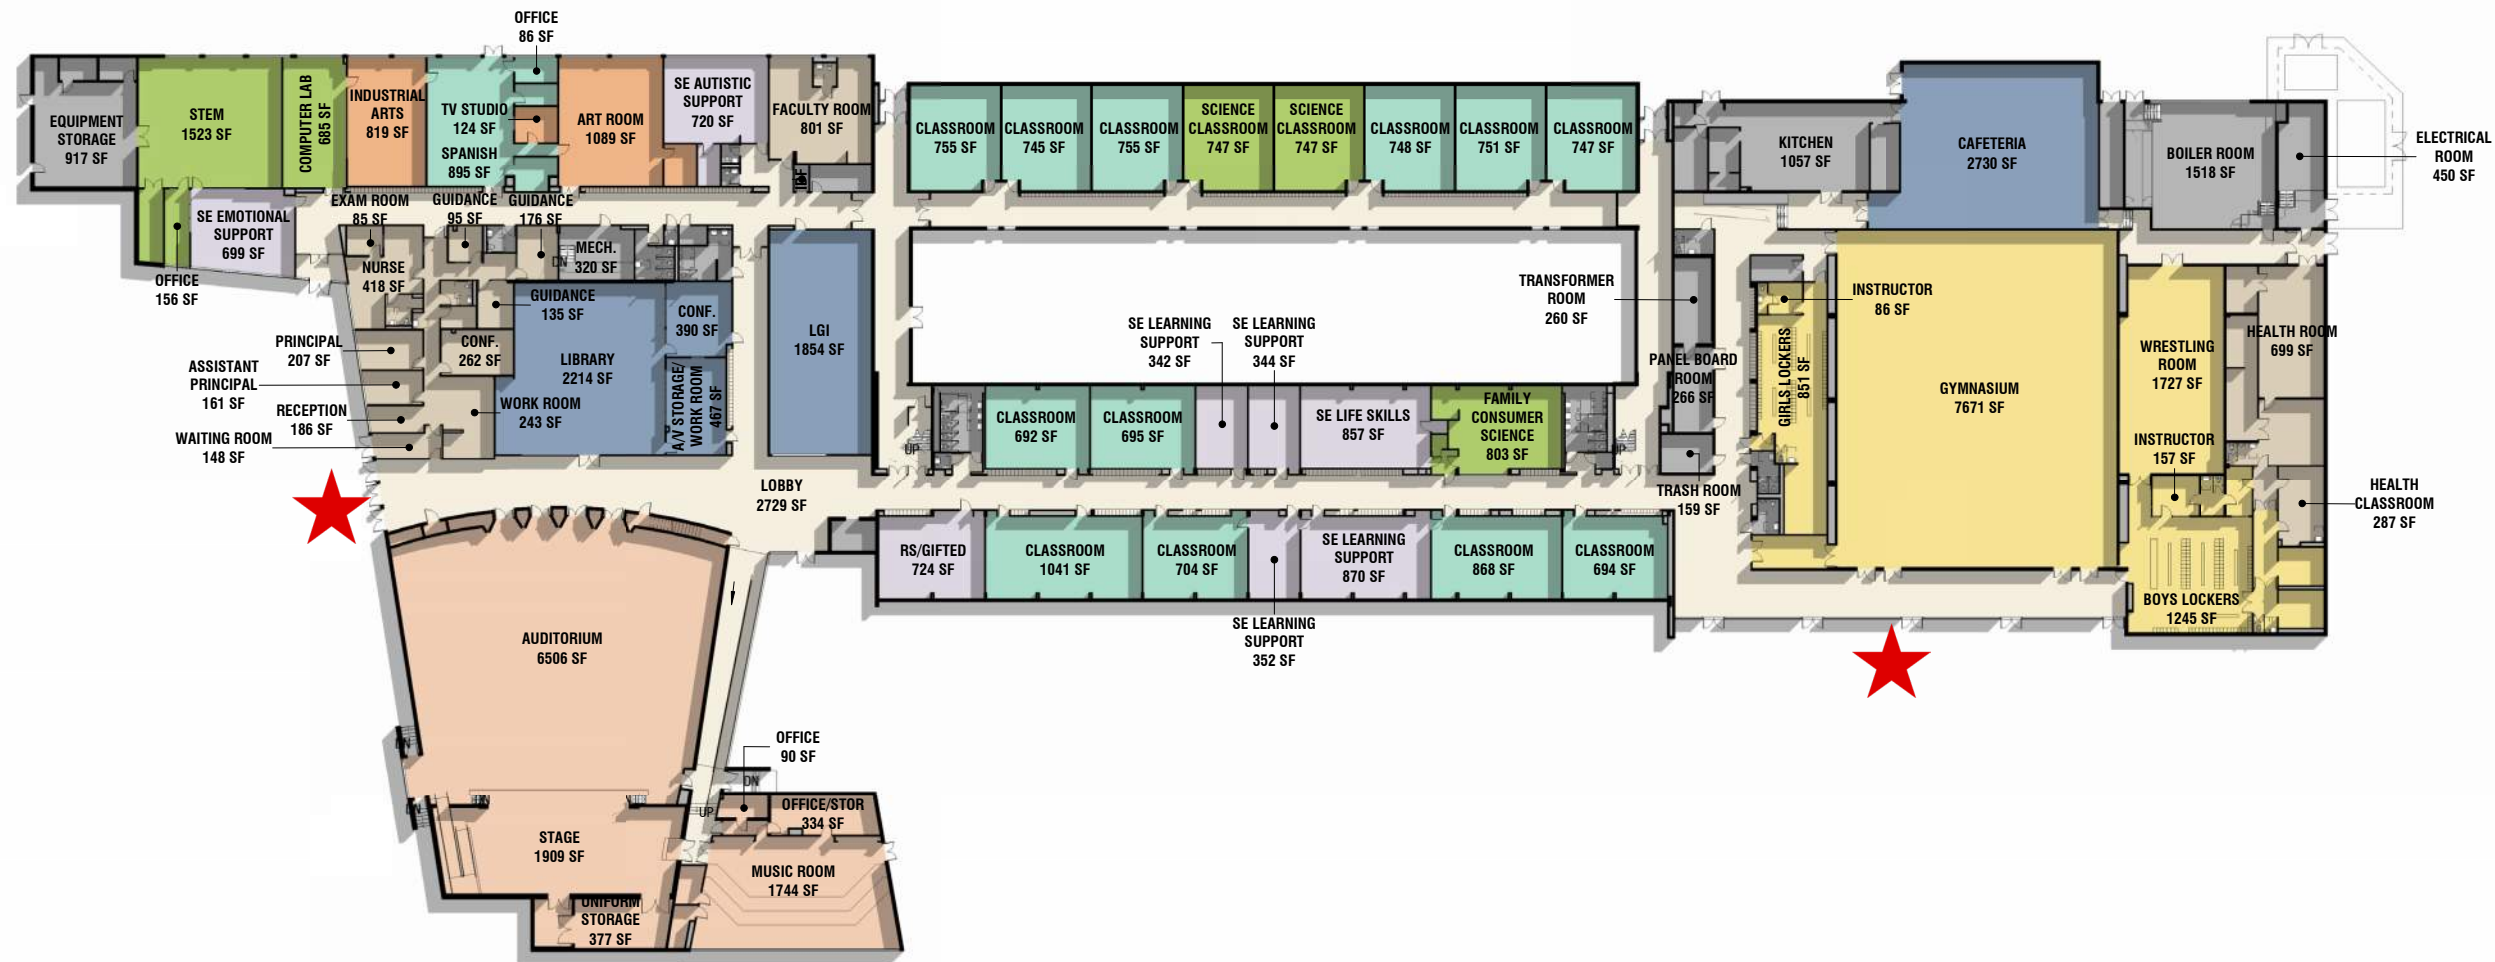 OFFICE
86 SF
EQUIPMENT
STORAGE
917 SF
STEM
1523 SF
COMPUTER LAB
685 SF
INDUSTRIAL
ARTS
819 SF
TV STUDIO
124 SF
SPANISH
895 SF
ART ROOM
1089 SF
SE AUTISTIC
SUPPORT
720 SF
FACULTY ROOM
801 SF
CLASSROOM
755 SF
CLASSROOM
745 SF
CLASSROOM
755 SF
SCIENCE
CLASSROOM
747 SF
SCIENCE
CLASSROOM
747 SF
CLASSROOM
748 SF
CLASSROOM
751 SF
CLASSROOM
747 SF
KITCHEN
1057 SF
CAFETERIA
2730 SF
BOILER ROOM
1518 SF
ELECTRICAL
ROOM
450 SF
SE EMOTIONAL
SUPPORT
699 SF
OFFICE
156 SF
EXAM ROOM
85 SF
GUIDANCE
95 SF
GUIDANCE
176 SF
NURSE
418 SF
MECH.
320 SF
DN
GUIDANCE
135 SF
CONF.
390 SF
LGI
1854 SF
PRINCIPAL
207 SF
CONF.
262 SF
LIBRARY
2214 SF
ASSISTANT
PRINCIPAL
161 SF
A/V STORAGE/
WORK ROOM
467 SF
RECEPTION
186 SF
WORK ROOM
243 SF
WAITING ROOM
148 SF
TRANSFORMER
ROOM
260 SF
SE LEARNING
SUPPORT
342 SF
SE LEARNING
SUPPORT
344 SF
PANEL BOARD
ROOM
266 SF
INSTRUCTOR
86 SF
GIRLS LOCKERS
851 SF
GYMNASIUM
7671 SF
WRESTLING
ROOM
1727 SF
HEALTH ROOM
699 SF
INSTRUCTOR
157 SF
HEALTH
CLASSROOM
287 SF
UP
CLASSROOM
692 SF
CLASSROOM
695 SF
SE LIFE SKILLS
857 SF
FAMILY
CONSUMER
SCIENCE
803 SF
UP
LOBBY
2729 SF
TRASH ROOM
159 SF
RS/GIFTED
724 SF
CLASSROOM
1041 SF
CLASSROOM
704 SF
SE LEARNING
SUPPORT
870 SF
CLASSROOM
868 SF
CLASSROOM
694 SF
SE LEARNING
SUPPORT
352 SF
BOYS LOCKERS
1245 SF
AUDITORIUM
6506 SF
DN
OFFICE
90 SF
DN
DN
DN
UP
OFFICE/STOR
334 SF
STAGE
1909 SF
MUSIC ROOM
1744 SF
UNIFORM
STORAGE
377 SF